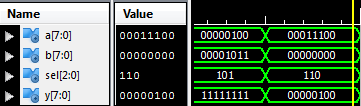 Name Value
a[7:0] 00011100 00000100 00011100
b[7:0] 00000000 00001011 00000000
sel[2:0] 110 101 110
y[7:0] 00000100 11111111 00000100